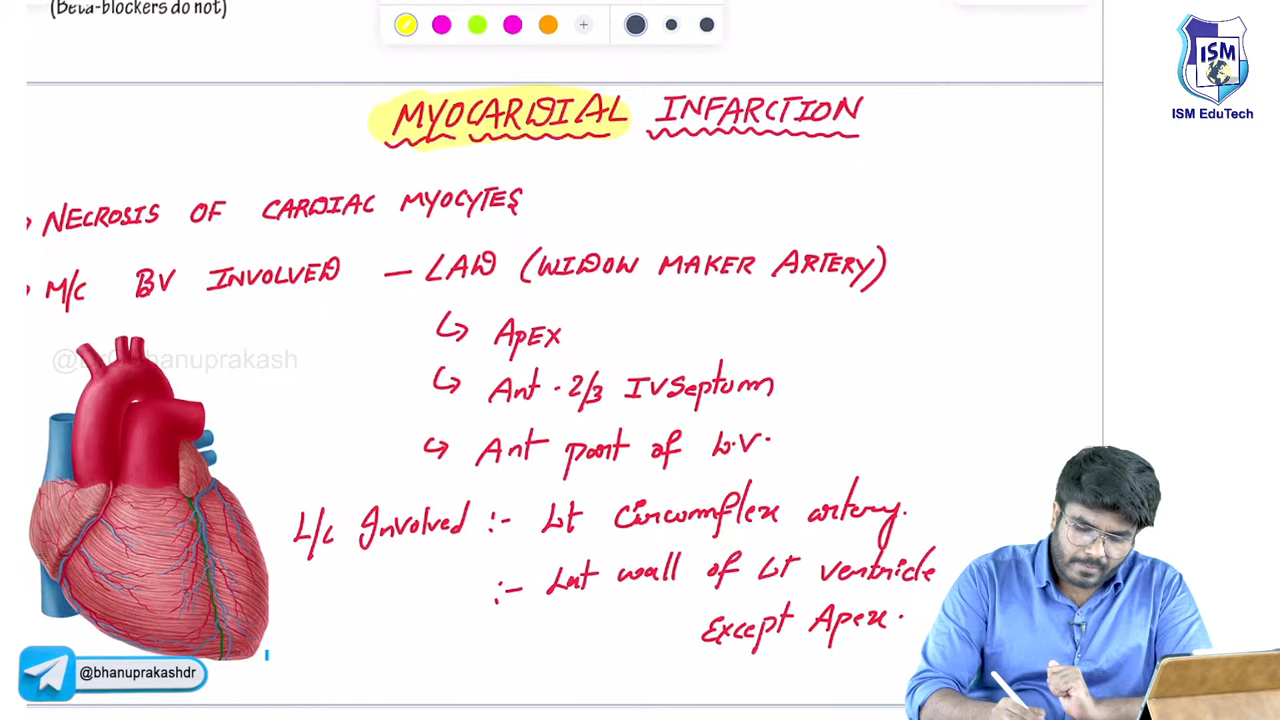 (Beta-blockers do not)
ISM
ISM EduTech
MYOCARDIAL INFARCTION
NECROSIS OF CARDIAC MYOCYTES
M/c BV INVOLVED – LAD (WIDOW MAKER ARTERY)
↳ APEX
↳ Ant. 2/3 IV Septum
↳ Ant part of L.V.
L/c Involved :- Lt Circumflex artery.
:- Lat wall of Lt ventricle
Except Apex.
@bhanuprakashdr